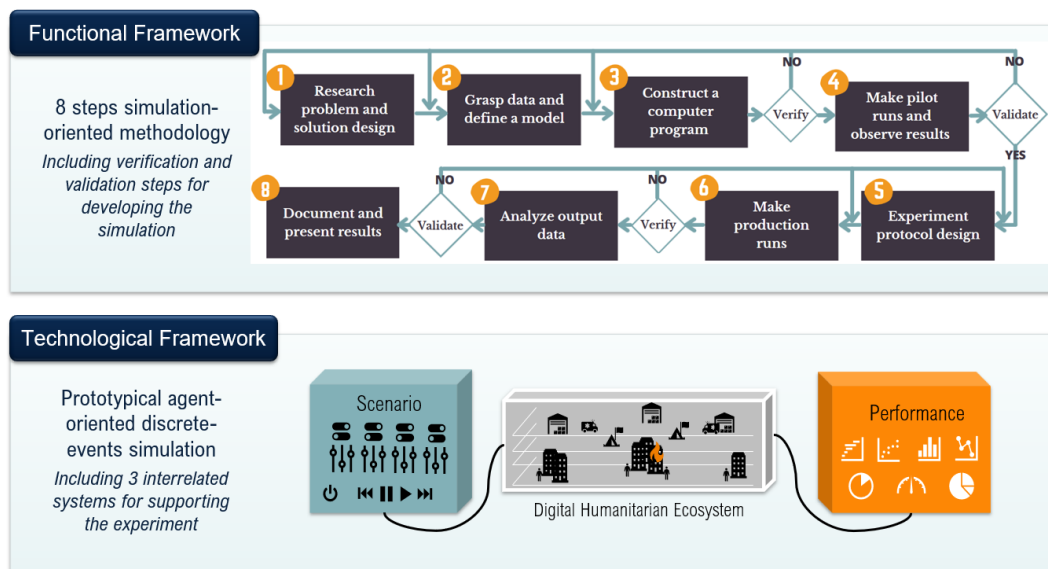 Functional Framework
8 steps simulation-
oriented methodology
Including verification and
validation steps for
developing the
simulation
1
Research
problem and
solution design
2
Grasp data and
define a model
3
Construct a
computer
program
NO
Verify
4
Make pilot
runs and
observe results
NO
Validate
YES
8
Document and
present results
NO
Validate
7
Analyze output
data
NO
Verify
6
Make
production
runs
5
Experiment
protocol design
Technological Framework
Prototypical agent-
oriented discrete-
events simulation
Including 3 interrelated
systems for supporting
the experiment
Scenario
Digital Humanitarian Ecosystem
Performance